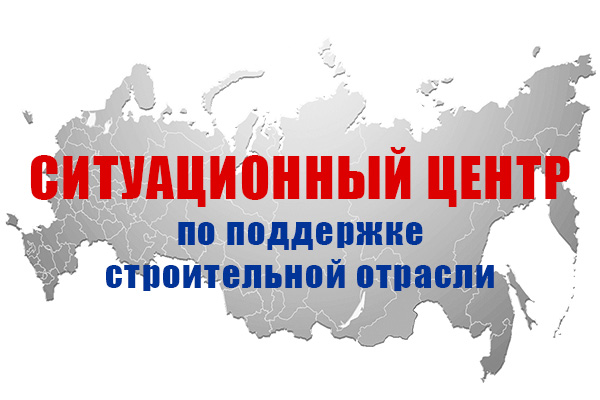 СИТУАЦИОННЫЙ ЦЕНТР
по поддержке
строительной отрасли